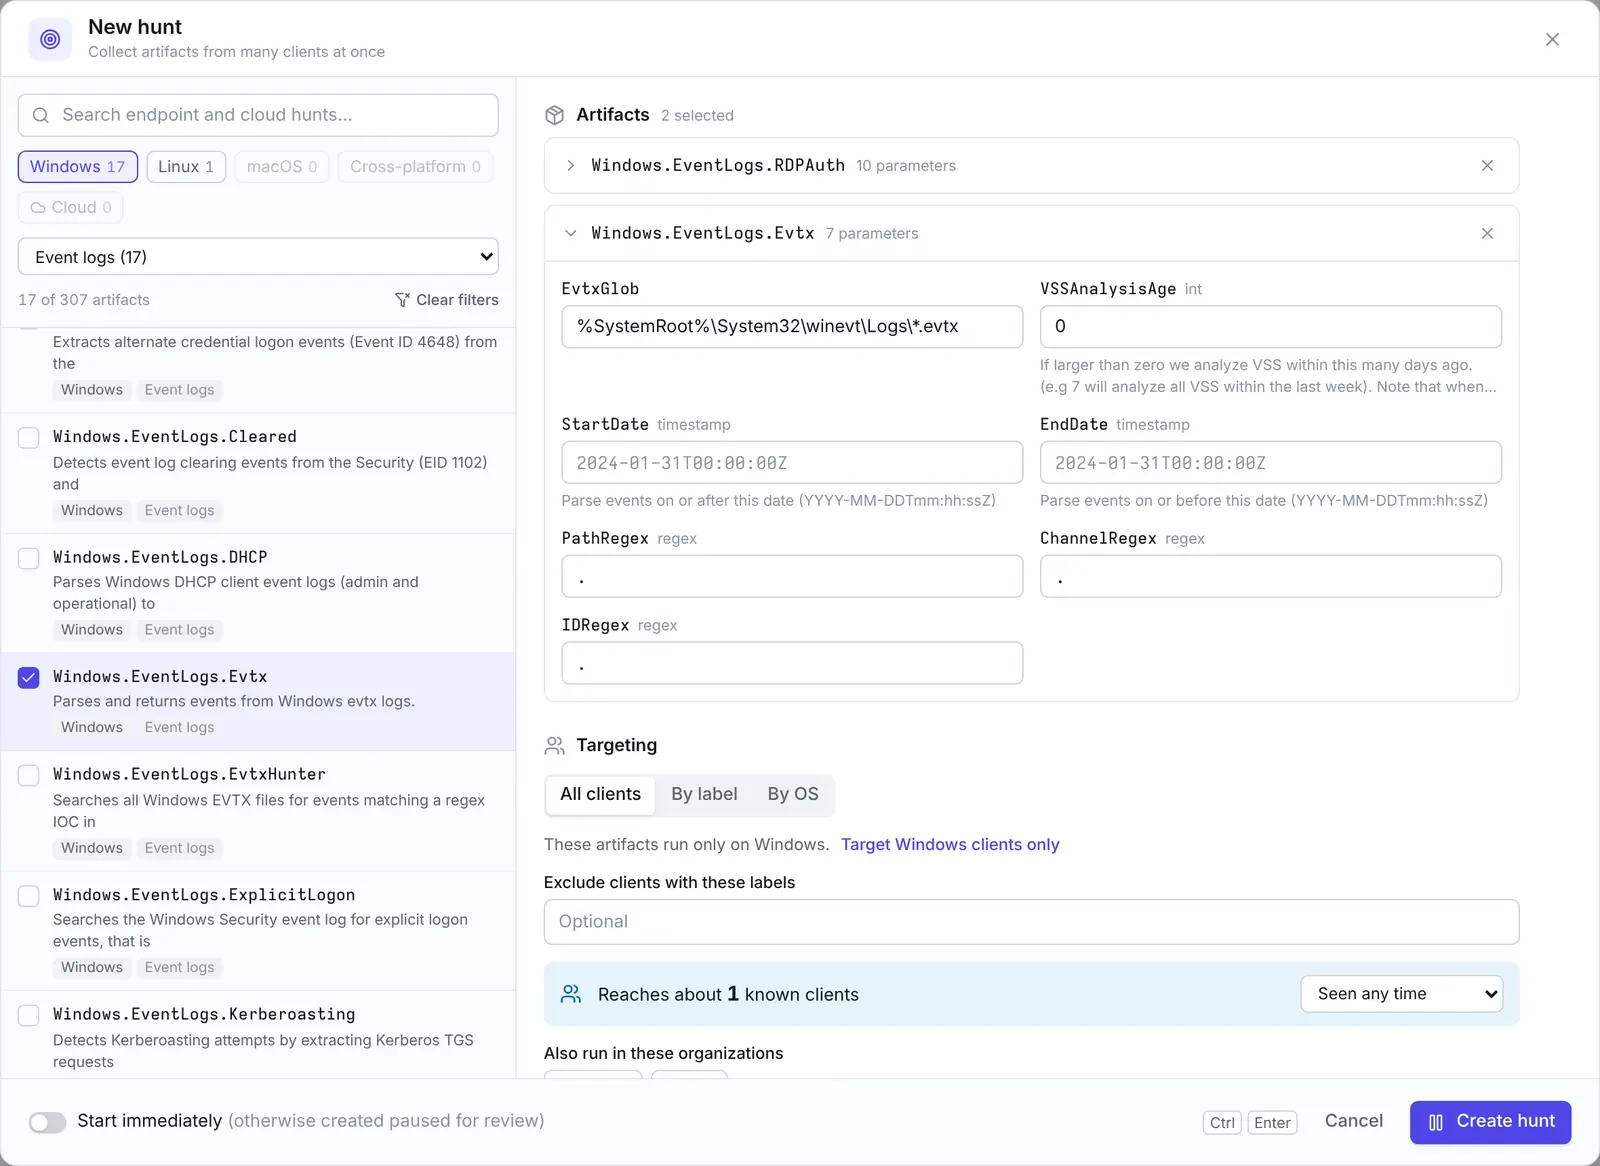 New hunt
Collect artifacts from many clients at once
Search endpoint and cloud hunts...
Windows 17
Linux 1
macOS 0
Cross-platform 0
Cloud 0
Event logs (17)
17 of 307 artifacts
Clear filters
Extracts alternate credential logon events (Event ID 4648) from
the
Windows
Event logs
Windows.EventLogs.Cleared
Detects event log clearing events from the Security (EID 1102)
and
Windows
Event logs
Windows.EventLogs.DHCP
Parses Windows DHCP client event logs (admin and
operational) to
Windows
Event logs
Windows.EventLogs.Evtx
Parses and returns events from Windows evtx logs.
Windows
Event logs
Windows.EventLogs.EvtxHunter
Searches all Windows EVTX files for events matching a regex
IOC in
Windows
Event logs
Windows.EventLogs.ExplicitLogon
Searches the Windows Security event log for explicit logon
events, that is
Windows
Event logs
Windows.EventLogs.Kerberoasting
Detects Kerberoasting attempts by extracting Kerberos TGS
requests
Artifacts 2 selected
Windows.EventLogs.RDPAuth 10 parameters
Windows.EventLogs.Evtx 7 parameters
EvtxGlob
%SystemRoot%\System32\winevt\Logs\*.evtx
VSSAnalysisAge int
0
If larger than zero we analyze VSS within this many days ago.
(e.g 7 will analyze all VSS within the last week). Note that when...
StartDate timestamp
2024-01-31T00:00:00Z
Parse events on or after this date (YYYY-MM-DDTmm:hh:ssZ)
EndDate timestamp
2024-01-31T00:00:00Z
Parse events on or before this date (YYYY-MM-DDTmm:hh:ssZ)
PathRegex regex
.
ChannelRegex regex
.
IDRegex regex
.
Targeting
All clients
By label
By OS
These artifacts run only on Windows. Target Windows clients only
Exclude clients with these labels
Optional
Reaches about 1 known clients
Seen any time
Also run in these organizations
Start immediately (otherwise created paused for review)
Ctrl
Enter
Cancel
Create hunt